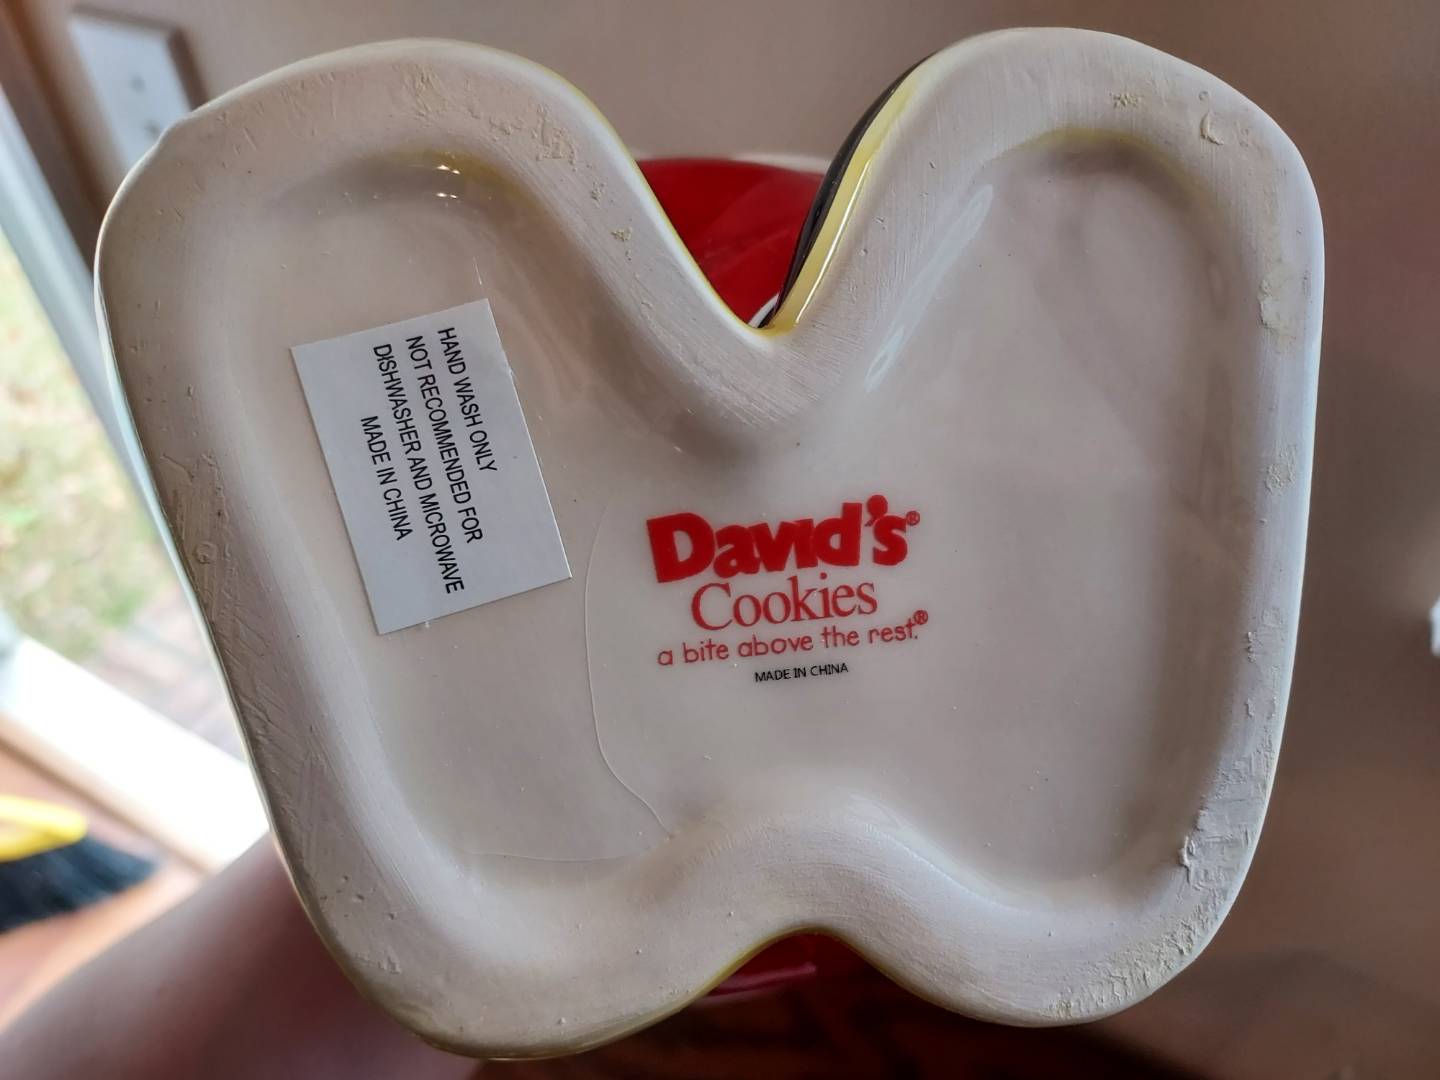 HAND WASH ONLY
NOT RECOMMENDED FOR
DISHWASHER AND MICROWAVE
MADE IN CHINA
David's®
Cookies
a bite above the rest.®
MADE IN CHINA